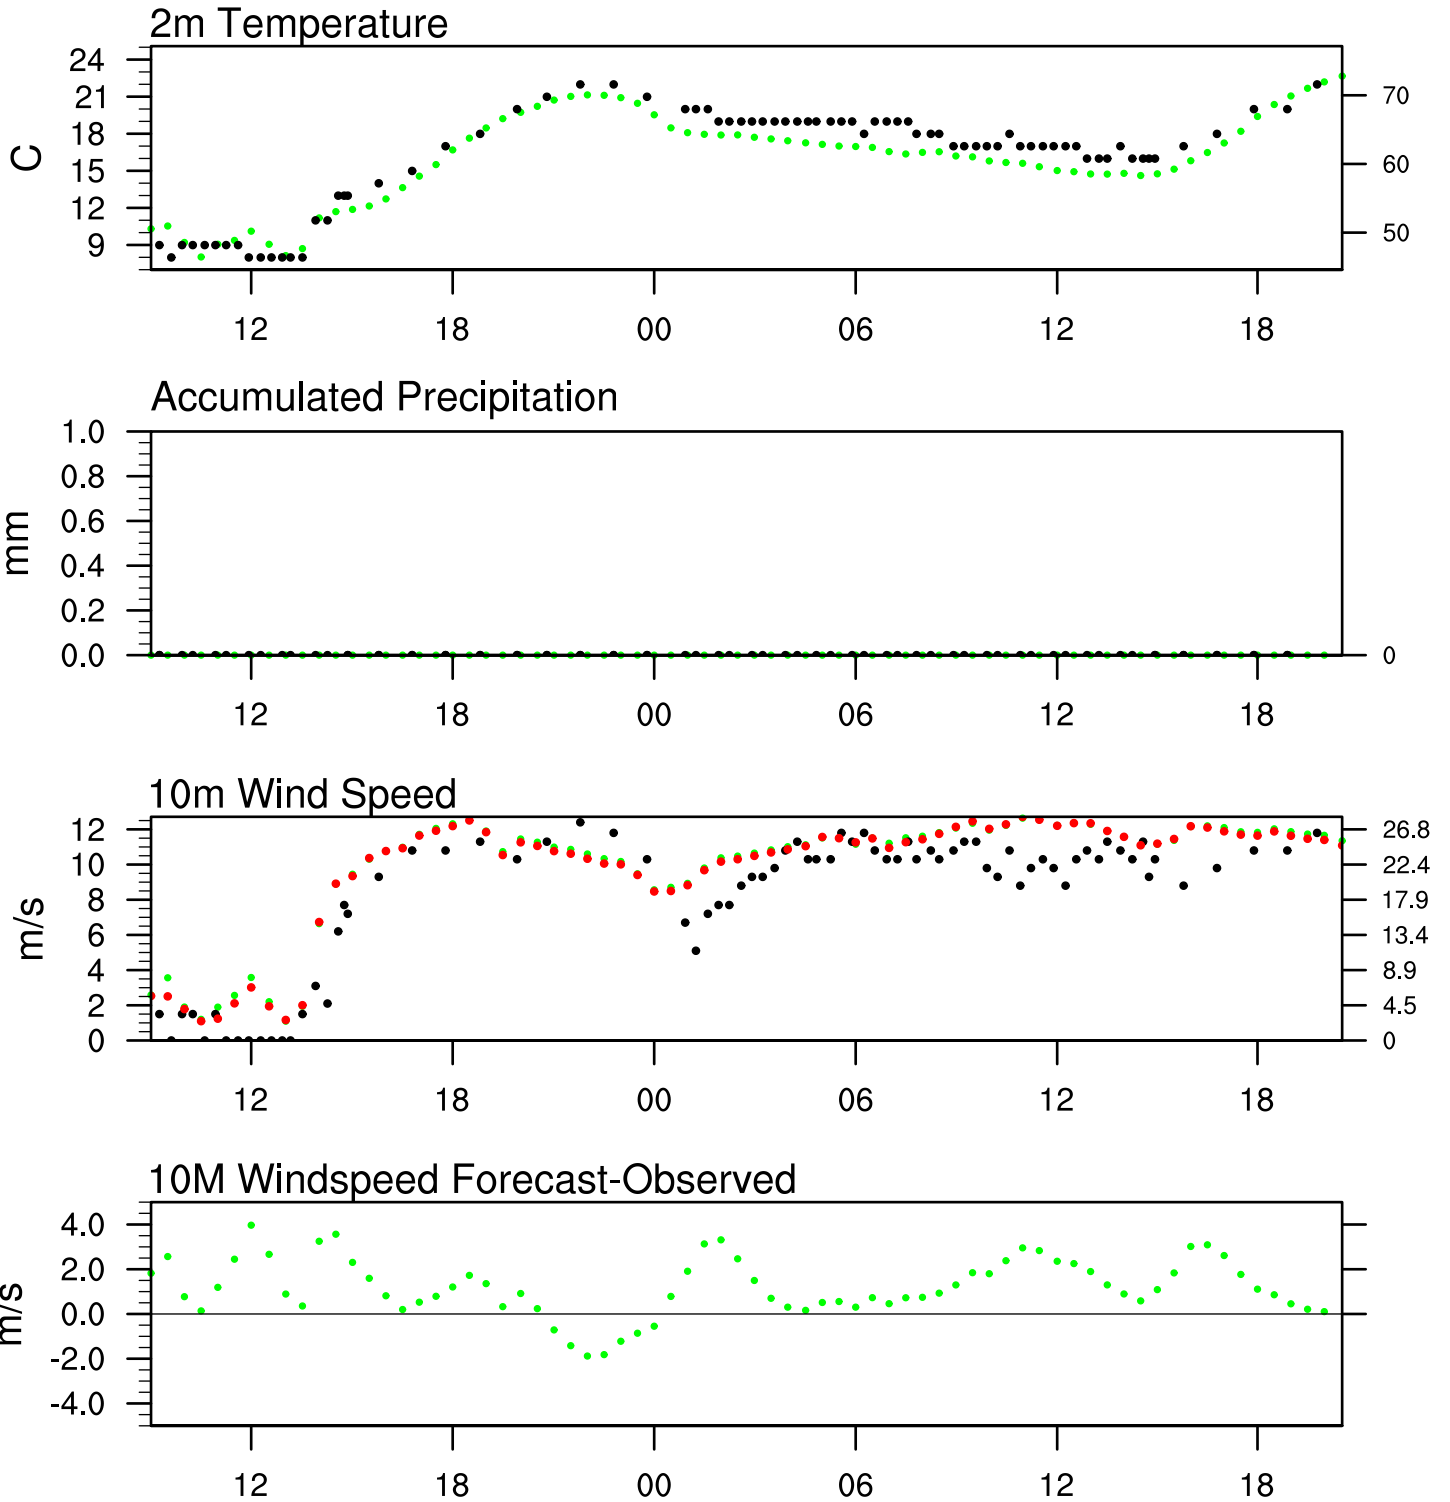 2m Temperature
24
21
18
15
12
9
C
70
60
50
12 18 00 06 12 18
Accumulated Precipitation
1.0
0.8
0.6
0.4
0.2
0.0
mm
0
12 18 00 06 12 18
10m Wind Speed
12
10
8
6
4
2
0
m/s
26.8
22.4
17.9
13.4
8.9
4.5
0
12 18 00 06 12 18
10M Windspeed Forecast-Observed
4.0
2.0
0.0
-2.0
-4.0
m/s
12 18 00 06 12 18